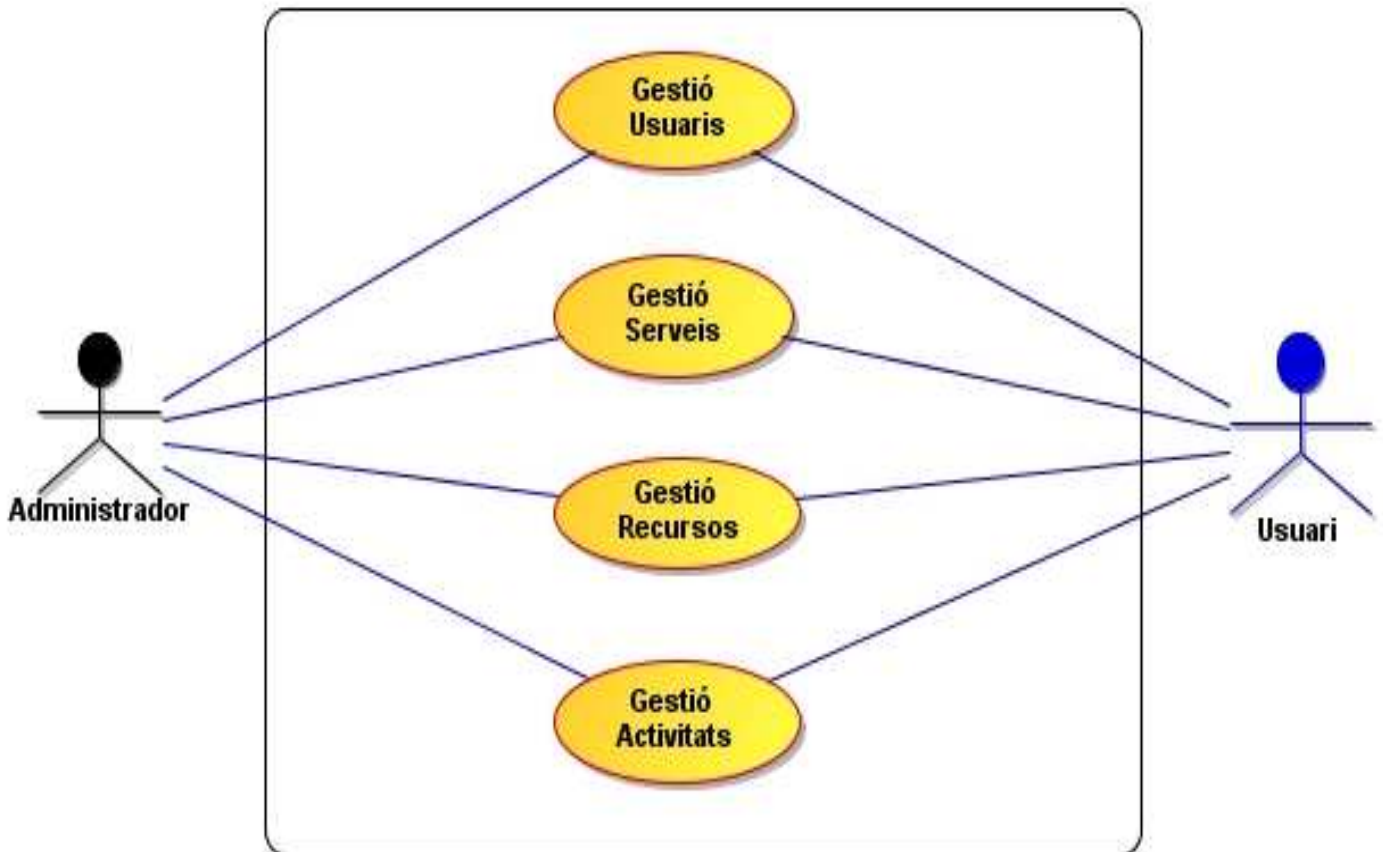 Gestió
Usuaris
Gestió
Serveis
Administrador
Gestió
Recursos
Usuari
Gestió
Activitats